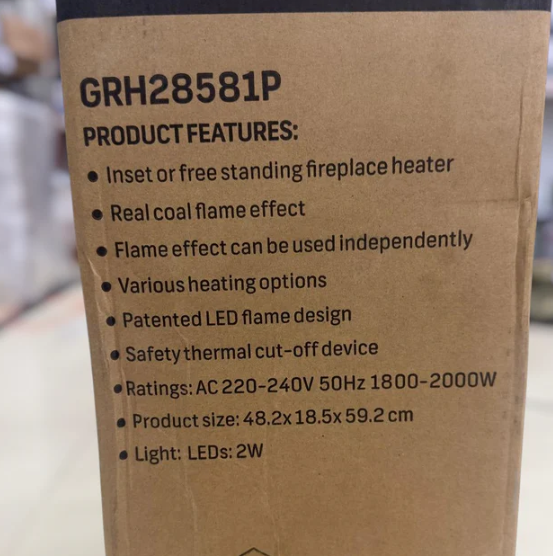 GRH28581P
PRODUCT FEATURES:
• Inset or free standing fireplace heater
• Real coal flame effect
• Flame effect can be used independently
• Various heating options
• Patented LED flame design
• Safety thermal cut-off device
• Ratings: AC 220-240V 50Hz 1800-2000W
• Product size: 48.2x18.5x59.2 cm
• Light: LEDs: 2W